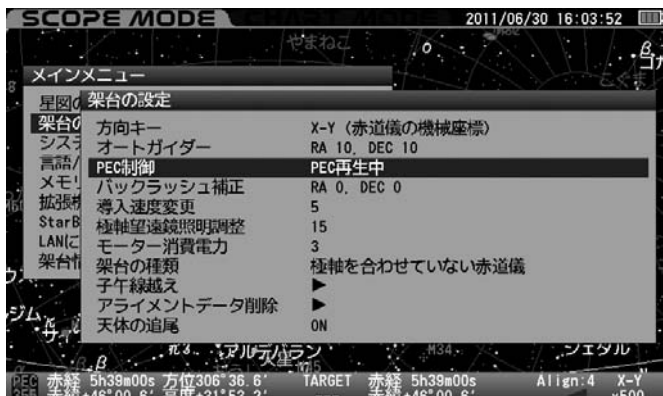 SCOPE MODE CHART MODE 2011/06/30 16:03:52
やまねこ
β
メインメニュー
架台の設定
方向キー X-Y (赤道儀の機械座標)
オートガイダー RA 10, DEC 10
PEC制御 PEC再生中
バックラッシュ補正 RA 0, DEC 0
導入速度変更 5
極軸望遠鏡照明調整 15
モーター消費電力 3
架台の種類 極軸を合わせていない赤道儀
子午線越え ▶
アライメントデータ削除 ▶
天体の追尾 ON
星図の
架台の
システ
言語/
メモリ
拡張機
StarB
LAN(こ
架台情
β アルデバラン M34
PEC 赤経 5h39m00s 方位306°36.6' TARGET 赤経 5h39m00s Align:4 X-Y